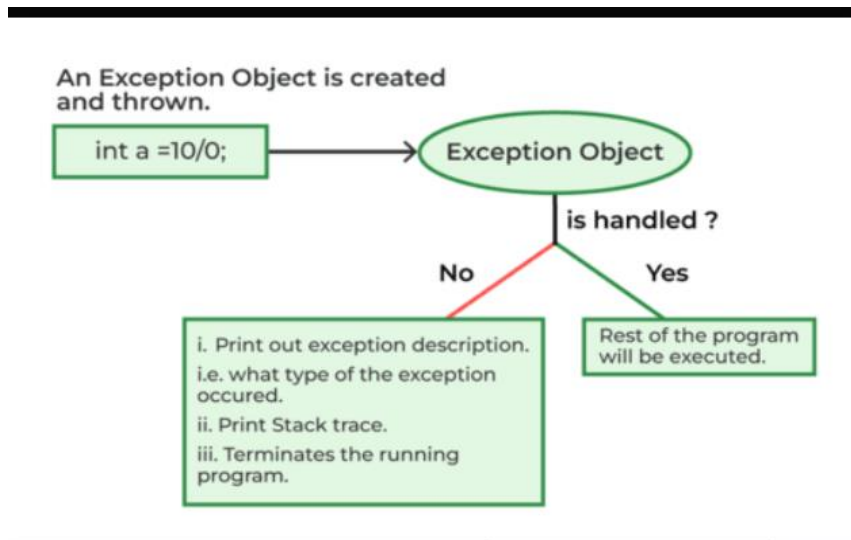 An Exception Object is created
and thrown.
int a =10/0;
Exception Object
is handled ?
No
Yes
i. Print out exception description.
i.e. what type of the exception
occured.
ii. Print Stack trace.
iii. Terminates the running
program.
Rest of the program
will be executed.